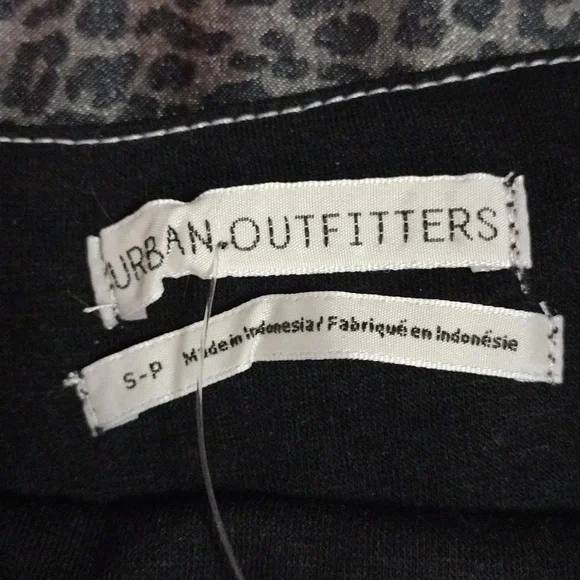 URBAN.OUTFITTERS
S-P Made in Indonesia / Fabriqué en Indonésie